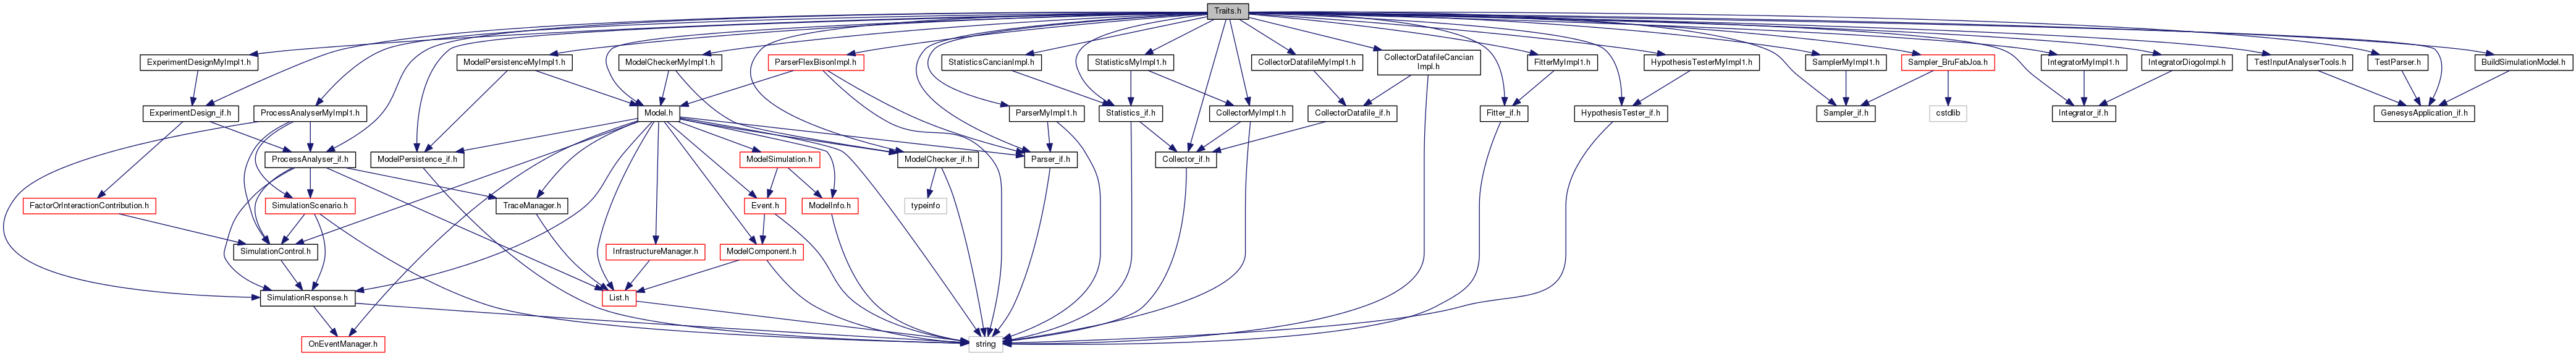 Traits.h
ExperimentDesignMyImpl1.h
ModelPersistenceMyImpl1.h
ModelCheckerMyImpl1.h
ParserFlexBisonImpl.h
StatisticsCancianImpl.h
StatisticsMyImpl1.h
CollectorDatafileMyImpl1.h
CollectorDatafileCancian
Impl.h
FitterMyImpl1.h
HypothesisTesterMyImpl1.h
SamplerMyImpl1.h
Sampler_BruFabJoa.h
IntegratorMyImpl1.h
IntegratorDiogoImpl.h
TestInputAnalyserTools.h
TestParser.h
BuildSimulationModel.h
ExperimentDesign_if.h
ProcessAnalyserMyImpl1.h
Model.h
ParserMyImpl1.h
Statistics_if.h
CollectorMyImpl1.h
CollectorDatafile_if.h
Fitter_if.h
HypothesisTester_if.h
Sampler_if.h
cstdlib
Integrator_if.h
GenesysApplication_if.h
ProcessAnalyser_if.h
ModelPersistence_if.h
ModelSimulation.h
ModelChecker_if.h
Parser_if.h
Collector_if.h
FactorOrInteractionContribution.h
SimulationScenario.h
TraceManager.h
Event.h
ModelInfo.h
typeinfo
SimulationControl.h
InfrastructureManager.h
ModelComponent.h
SimulationResponse.h
List.h
OnEventManager.h
string